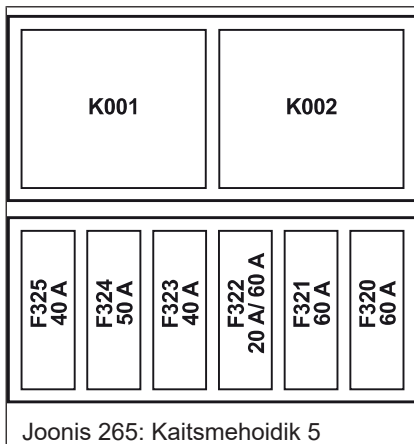 K001
K002
F325
40 A
F324
50 A
F323
40 A
F322
20 A/ 60 A
F321
60 A
F320
60 A
Joonis 265: Kaitsmehoidik 5